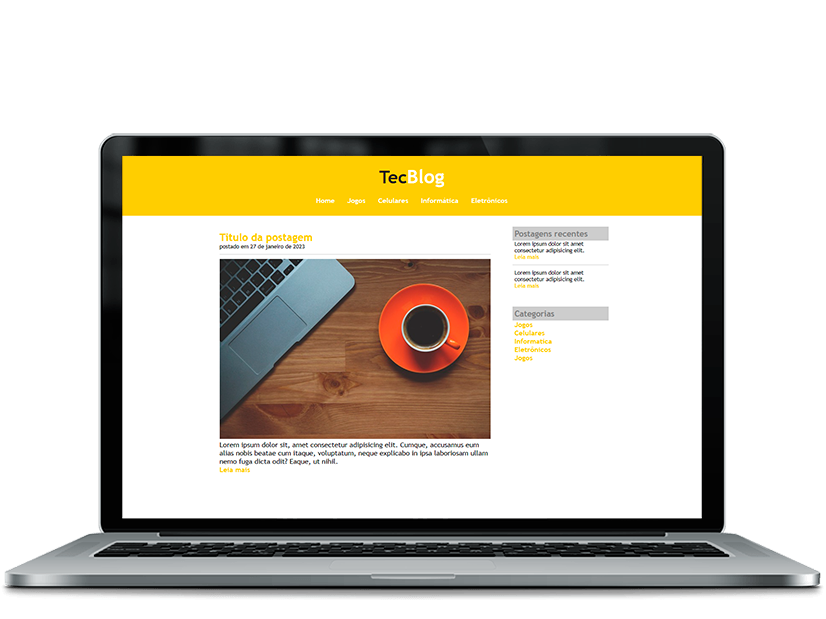 TecBlog
Home Jogos Celulares Informática Eletrônicos
Título da postagem
postado em 27 de janeiro de 2023
Lorem ipsum dolor sit, amet consectetur adipisicing elit. Cumque, accusamus eum
alias nobis beatae cum itaque, voluptatum, neque explicabo in ipsa laboriosam ullam
nemo fuga dicta odit? Eaque, ut nihil.
Leia mais
Postagens recentes
Lorem ipsum dolor sit amet
consectetur adipisicing elit.
Leia mais
Lorem ipsum dolor sit amet
consectetur adipisicing elit.
Leia mais
Categorias
Jogos
Celulares
Informática
Eletrônicos
Jogos